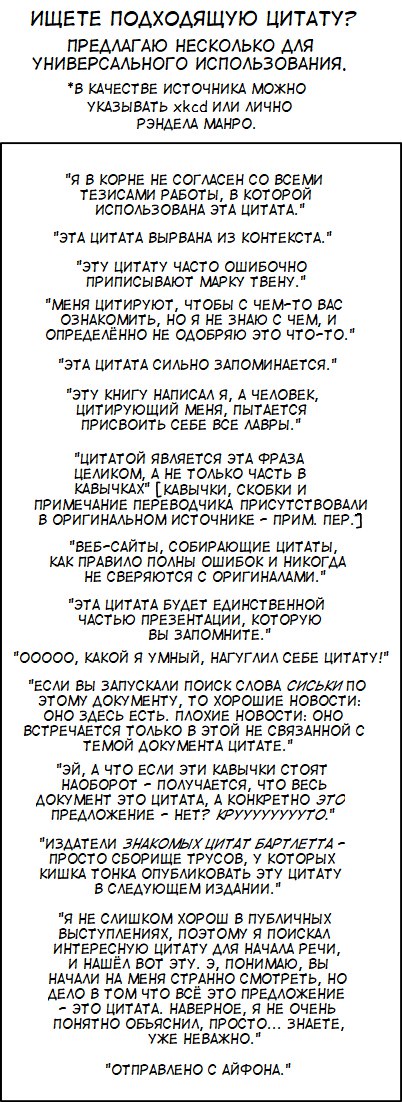 ИЩЕТЕ ПОДХОДЯЩУЮ ЦИТАТУ?
ПРЕДЛАГАЮ НЕСКОЛЬКО ДЛЯ
УНИВЕРСАЛЬНОГО ИСПОЛЬЗОВАНИЯ.
*В КАЧЕСТВЕ ИСТОЧНИКА МОЖНО
УКАЗЫВАТЬ xkcd ИЛИ ЛИЧНО
РЭНДЕЛА МАНРО.
"Я В КОРНЕ НЕ СОГЛАСЕН СО ВСЕМИ
ТЕЗИСАМИ РАБОТЫ, В КОТОРОЙ
ИСПОЛЬЗОВАНА ЭТА ЦИТАТА."
"ЭТА ЦИТАТА ВЫРВАНА ИЗ КОНТЕКСТА."
"ЭТУ ЦИТАТУ ЧАСТО ОШИБОЧНО
ПРИПИСЫВАЮТ МАРКУ ТВЕНУ."
"МЕНЯ ЦИТИРУЮТ, ЧТОБЫ С ЧЕМ-ТО ВАС
ОЗНАКОМИТЬ, НО Я НЕ ЗНАЮ С ЧЕМ, И
ОПРЕДЕЛЁННО НЕ ОДОБРЯЮ ЭТО ЧТО-ТО."
"ЭТА ЦИТАТА СИЛЬНО ЗАПОМИНАЕТСЯ."
"ЭТУ КНИГУ НАПИСАЛ Я, А ЧЕЛОВЕК,
ЦИТИРУЮЩИЙ МЕНЯ, ПЫТАЕТСЯ
ПРИСВОИТЬ СЕБЕ ВСЕ ЛАВРЫ."
"ЦИТАТОЙ ЯВЛЯЕТСЯ ЭТА ФРАЗА
ЦЕЛИКОМ, А НЕ ТОЛЬКО ЧАСТЬ В
КАВЫЧКАХ" [КАВЫЧКИ, СКОБКИ И
ПРИМЕЧАНИЕ ПЕРЕВОДЧИКА ПРИСУТСТВОВАЛИ
В ОРИГИНАЛЬНОМ ИСТОЧНИКЕ - ПРИМ. ПЕР.]
"ВЕБ-САЙТЫ, СОБИРАЮЩИЕ ЦИТАТЫ,
КАК ПРАВИЛО ПОЛНЫ ОШИБОК И НИКОГДА
НЕ СВЕРЯЮТСЯ С ОРИГИНАЛАМИ."
"ЭТА ЦИТАТА БУДЕТ ЕДИНСТВЕННОЙ
ЧАСТЬЮ ПРЕЗЕНТАЦИИ, КОТОРУЮ
ВЫ ЗАПОМНИТЕ."
"ООООО, КАКОЙ Я УМНЫЙ, НАГУГЛИЛ СЕБЕ ЦИТАТУ!"
"ЕСЛИ ВЫ ЗАПУСКАЛИ ПОИСК СЛОВА СИСЬКИ ПО
ЭТОМУ ДОКУМЕНТУ, ТО ХОРОШИЕ НОВОСТИ:
ОНО ЗДЕСЬ ЕСТЬ. ПЛОХИЕ НОВОСТИ: ОНО
ВСТРЕЧАЕТСЯ ТОЛЬКО В ЭТОЙ НЕ СВЯЗАННОЙ С
ТЕМОЙ ДОКУМЕНТА ЦИТАТЕ."
"ЭЙ, А ЧТО ЕСЛИ ЭТИ КАВЫЧКИ СТОЯТ
НАОБОРОТ - ПОЛУЧАЕТСЯ, ЧТО ВЕСЬ
ДОКУМЕНТ ЭТО ЦИТАТА, А КОНКРЕТНО ЭТО
ПРЕДЛОЖЕНИЕ - НЕТ? КРУУУУУУУУТО."
"ИЗДАТЕЛИ ЗНАКОМЫХ ЦИТАТ БАРТЛЕТТА -
ПРОСТО СБОРИЩЕ ТРУСОВ, У КОТОРЫХ
КИШКА ТОНКА ОПУБЛИКОВАТЬ ЭТУ ЦИТАТУ
В СЛЕДУЮЩЕМ ИЗДАНИИ."
"Я НЕ СЛИШКОМ ХОРОШ В ПУБЛИЧНЫХ
ВЫСТУПЛЕНИЯХ, ПОЭТОМУ Я ПОИСКАЛ
ИНТЕРЕСНУЮ ЦИТАТУ ДЛЯ НАЧАЛА РЕЧИ,
И НАШЁЛ ВОТ ЭТУ. Э, ПОНИМАЮ, ВЫ
НАЧАЛИ НА МЕНЯ СТРАННО СМОТРЕТЬ, НО
ДЕЛО В ТОМ ЧТО ВСЁ ЭТО ПРЕДЛОЖЕНИЕ
- ЭТО ЦИТАТА. НАВЕРНОЕ, Я НЕ ОЧЕНЬ
ПОНЯТНО ОБЪЯСНИЛ, ПРОСТО... ЗНАЕТЕ,
УЖЕ НЕВАЖНО."
"ОТПРАВЛЕНО С АЙФОНА."